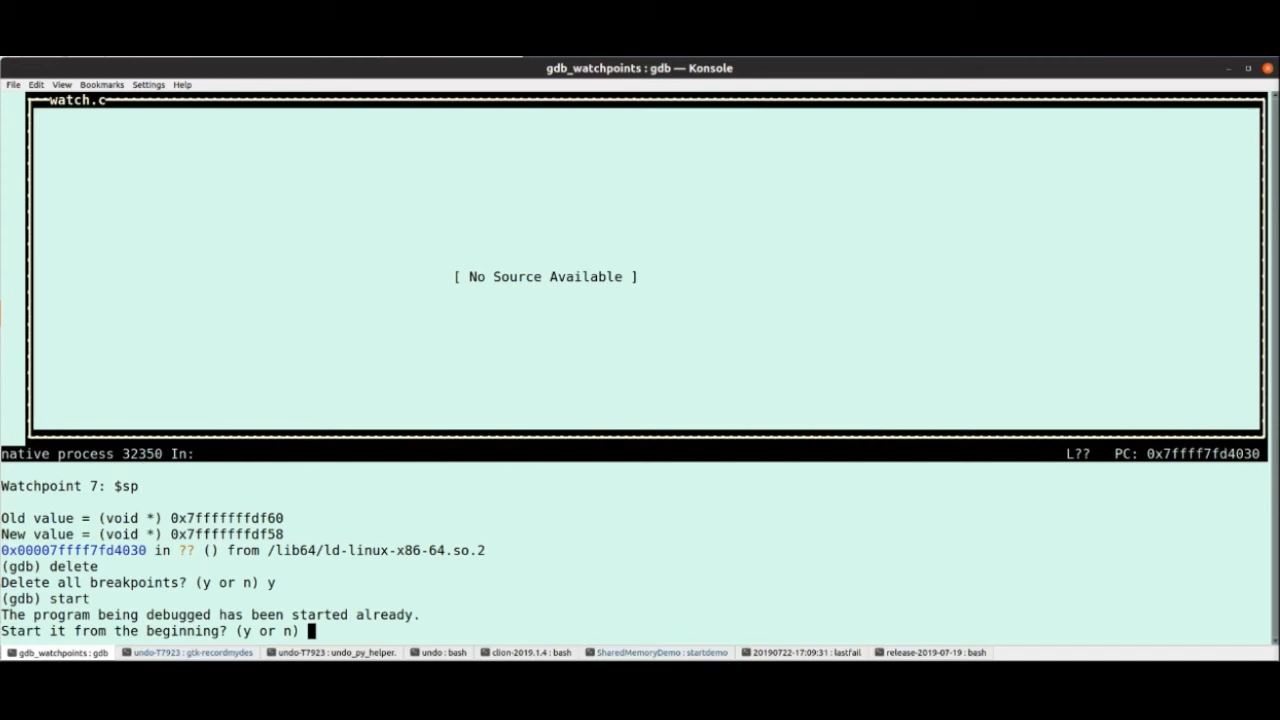 gdb_watchpoints : gdb — Konsole
File Edit View Bookmarks Settings Help
watch.c
[ No Source Available ]
native process 32350 In: L?? PC: 0x7ffff7fd4030
Watchpoint 7: $sp
Old value = (void *) 0x7fffffffdf60
New value = (void *) 0x7fffffffdf58
0x00007ffff7fd4030 in ?? () from /lib64/ld-linux-x86-64.so.2
(gdb) delete
Delete all breakpoints? (y or n) y
(gdb) start
The program being debugged has been started already.
Start it from the beginning? (y or n)
gdb_watchpoints : gdb undo-T7923 : gtk-recordmydes undo-T7923 : undo_py_helper. undo : bash clion-2019.1.4 : bash SharedMemoryDemo : startdemo 20190722-17:09:31 : lastfail release-2019-07-19 : bash